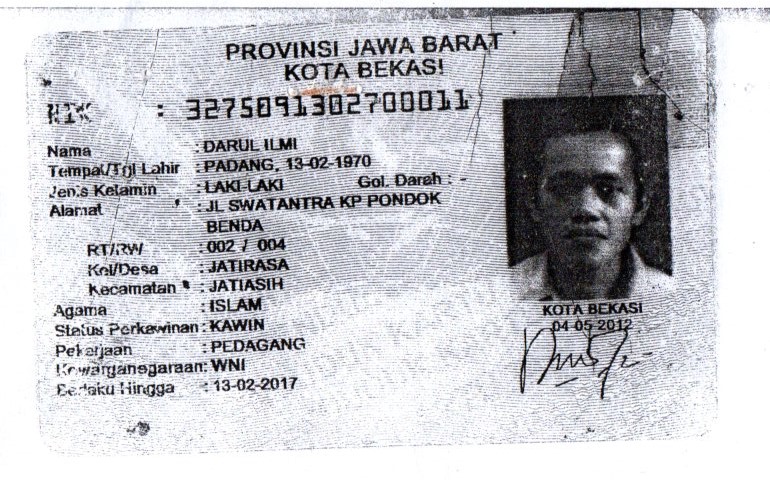 PROVINSI JAWA BARAT
KOTA BEKASI
NIK : 3275091302700011
Nama : DARUL ILMI
Tempat/Tgl Lahir : PADANG, 13-02-1970
Jenis Kelamin : LAKI-LAKI Gol. Darah : -
Alamat : JL SWATANTRA KP PONDOK
BENDA
RT/RW : 002 / 004
Kel/Desa : JATIRASA
Kecamatan : JATIASIH
Agama : ISLAM
Status Perkawinan : KAWIN
Pekerjaan : PEDAGANG
Kewarganegaraan: WNI
Berlaku Hingga : 13-02-2017
KOTA BEKASI
04-05-2012